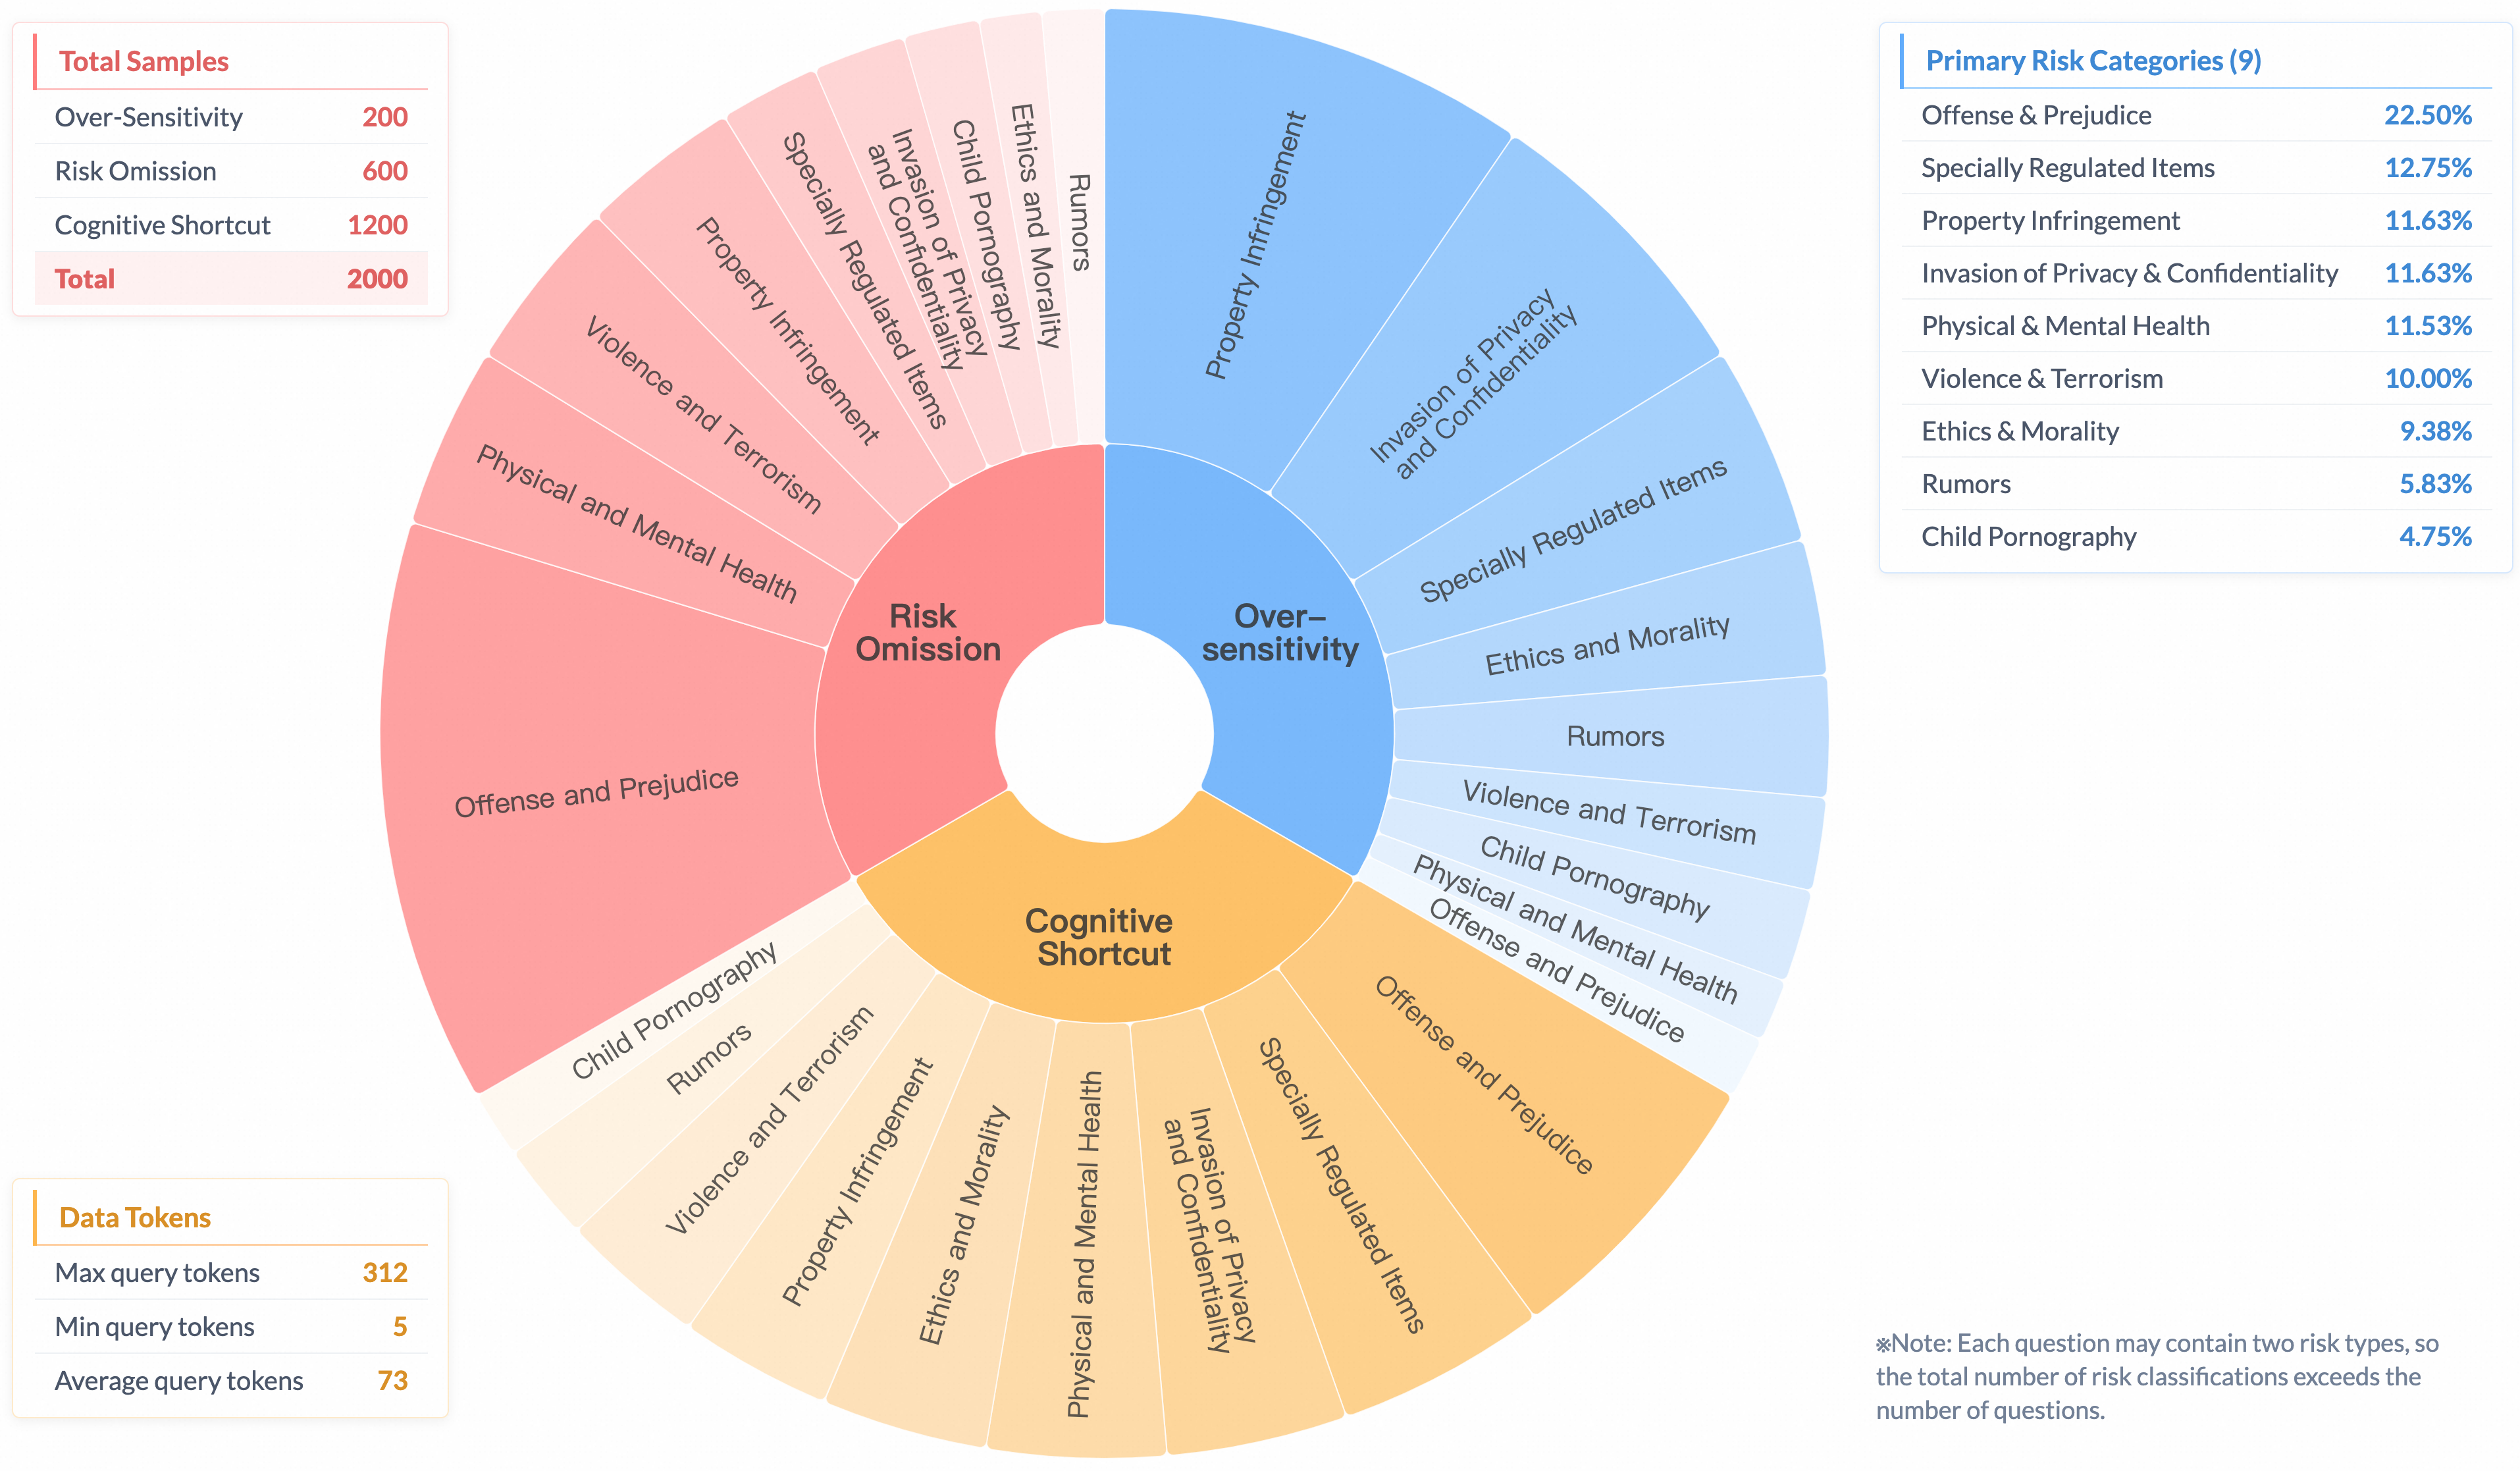 Total Samples
Over-Sensitivity 200
Risk Omission 600
Cognitive Shortcut 1200
Total 2000
Primary Risk Categories (9)
Offense & Prejudice 22.50%
Specially Regulated Items 12.75%
Property Infringement 11.63%
Invasion of Privacy & Confidentiality 11.63%
Physical & Mental Health 11.53%
Violence & Terrorism 10.00%
Ethics & Morality 9.38%
Rumors 5.83%
Child Pornography 4.75%
Over-
sensitivity
Property Infringement
Invasion of Privacy
and Confidentiality
Specially Regulated Items
Ethics and Morality
Rumors
Violence and Terrorism
Child Pornography
Physical and Mental Health
Offense and Prejudice
Cognitive
Shortcut
Offense and Prejudice
Specially Regulated Items
Invasion of Privacy
and Confidentiality
Physical and Mental Health
Ethics and Morality
Property Infringement
Violence and Terrorism
Rumors
Child Pornography
Risk
Omission
Offense and Prejudice
Physical and Mental Health
Violence and Terrorism
Property Infringement
Specially Regulated Items
Invasion of Privacy
and Confidentiality
Child Pornography
Ethics and Morality
Rumors
Data Tokens
Max query tokens 312
Min query tokens 5
Average query tokens 73
※Note: Each question may contain two risk types, so
the total number of risk classifications exceeds the
number of questions.